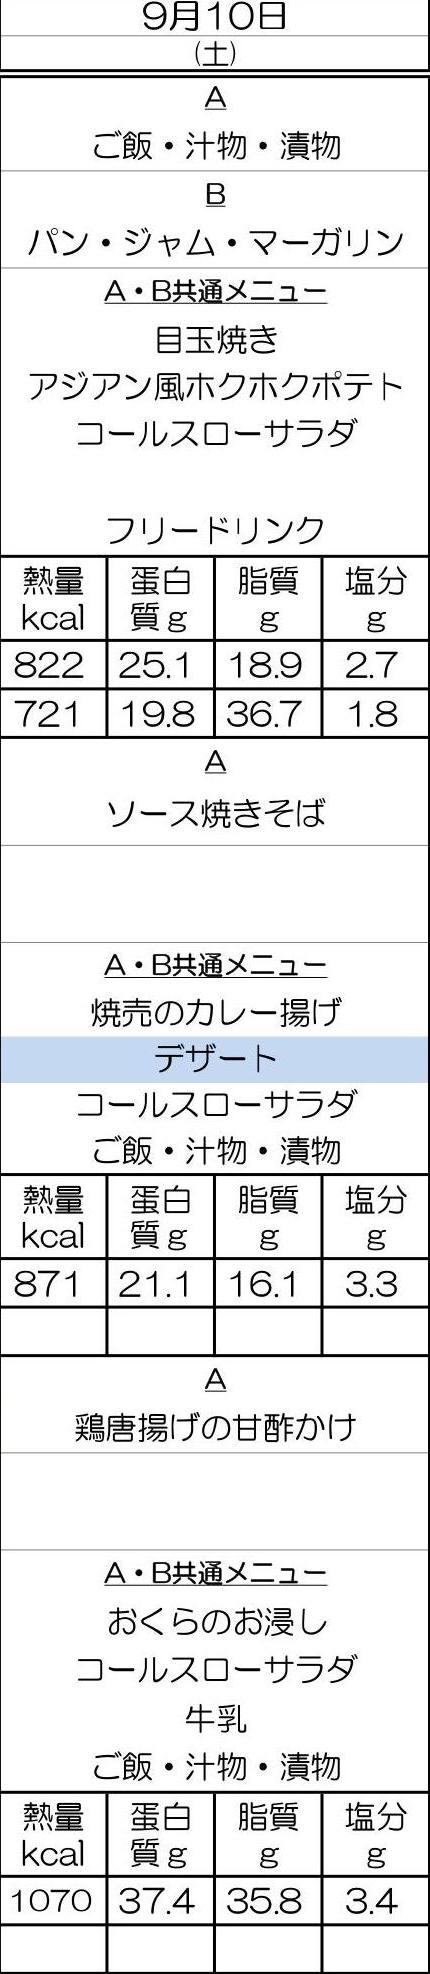 9月10日
(土)
A
ご飯・汁物・漬物
B
パン・ジャム・マーガリン
A・B共通メニュー
目玉焼き
アジアン風ホクホクポテト
コールスローサラダ
フリードリンク
熱量 蛋白 脂質 塩分
kcal 質g g g
822 25.1 18.9 2.7
721 19.8 36.7 1.8
A
ソース焼きそば
A・B共通メニュー
焼売のカレー揚げ
デザート
コールスローサラダ
ご飯・汁物・漬物
熱量 蛋白 脂質 塩分
kcal 質g g g
871 21.1 16.1 3.3
A
鶏唐揚げの甘酢かけ
A・B共通メニュー
おくらのお浸し
コールスローサラダ
牛乳
ご飯・汁物・漬物
熱量 蛋白 脂質 塩分
kcal 質g g g
1070 37.4 35.8 3.4